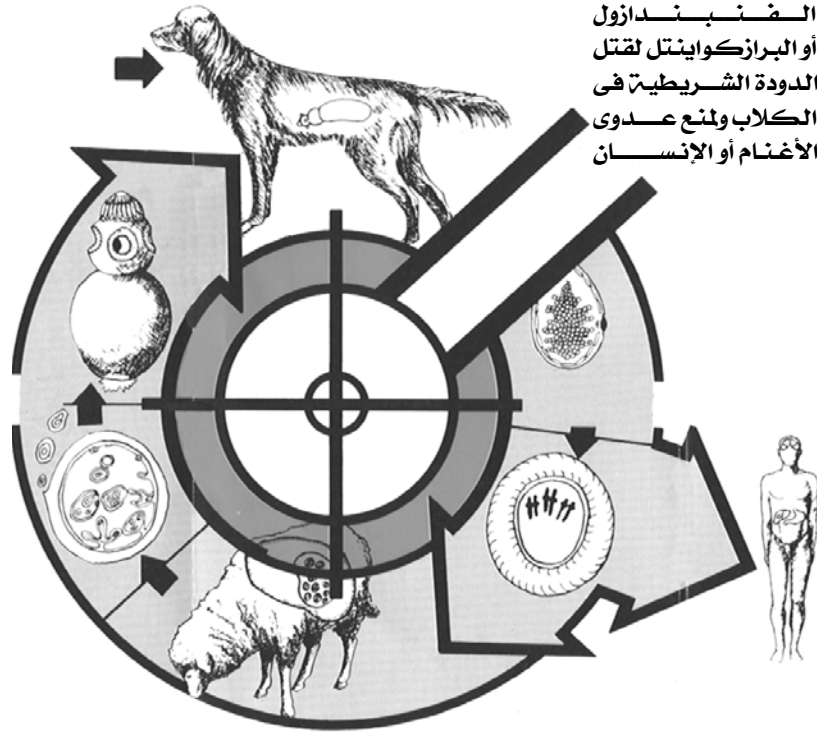 الفنبندازول
أو البرازكواينتل لقتل
الدودة الشريطية فى
الكلاب ولمنع عدوى
الأغنام أو الإنسان